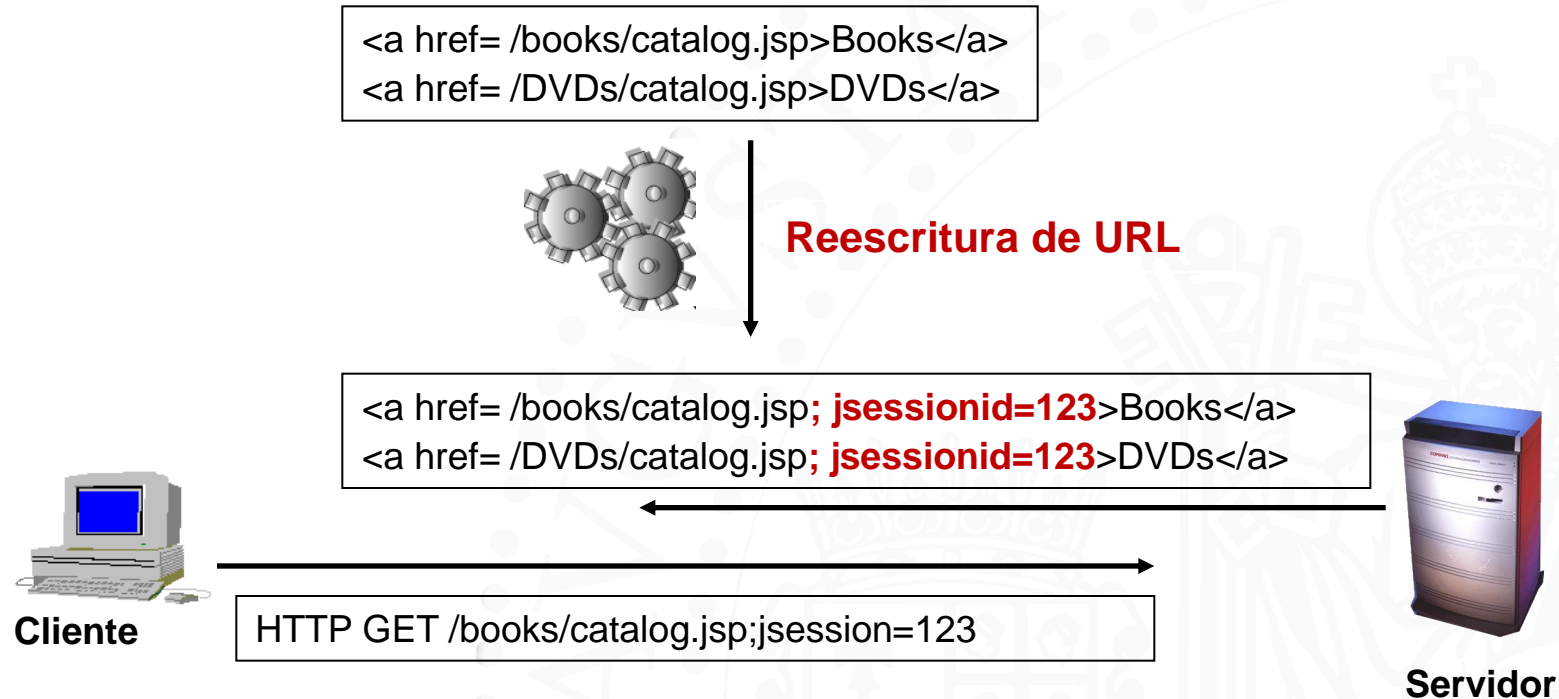 <a href= /books/catalog.jsp>Books</a>
<a href= /DVDs/catalog.jsp>DVDs</a>
Reescritura de URL
<a href= /books/catalog.jsp; jsessionid=123>Books</a>
<a href= /DVDs/catalog.jsp; jsessionid=123>DVDs</a>
Cliente
HTTP GET /books/catalog.jsp;jsession=123
Servidor